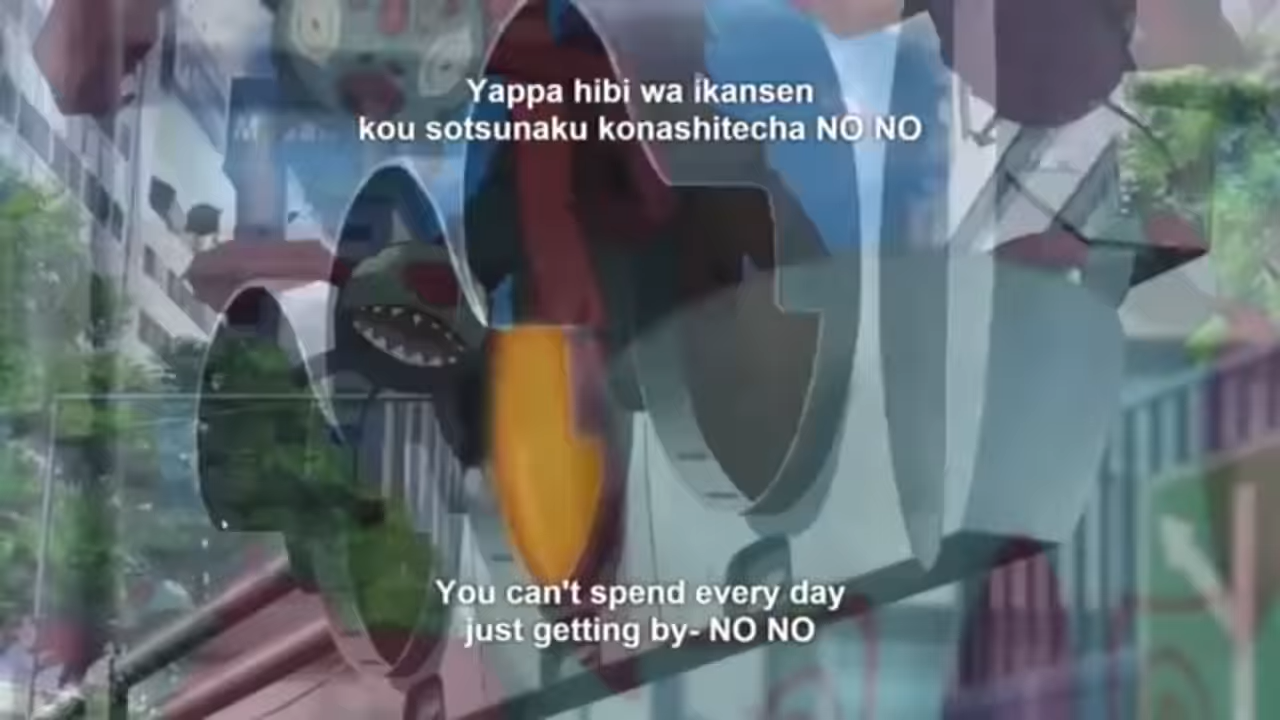 Yappa hibi wa ikansen
kou sotsunaku konashitecha NO NO
You can't spend every day
just getting by- NO NO